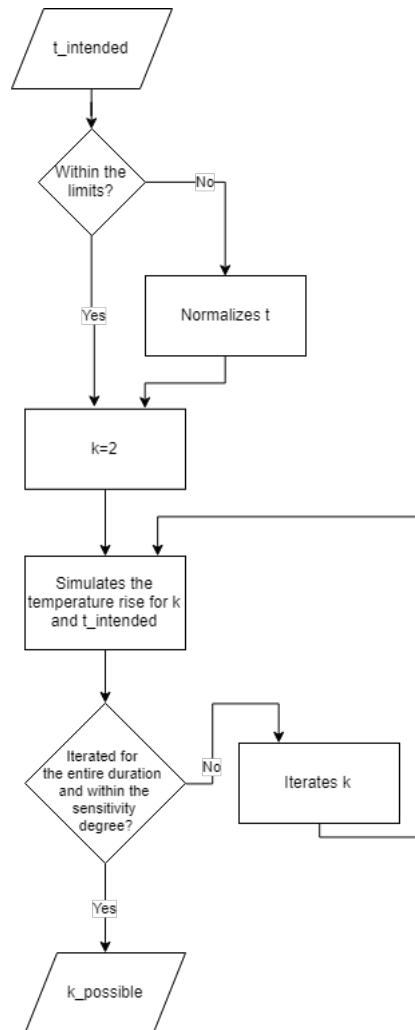 t_intended
Within the
limits?
No
Normalizes t
Yes
k=2
Simulates the
temperature rise for k
and t_intended
Iterated for
the entire duration
and within the
sensitivity
degree?
No
Iterates k
Yes
k_possible